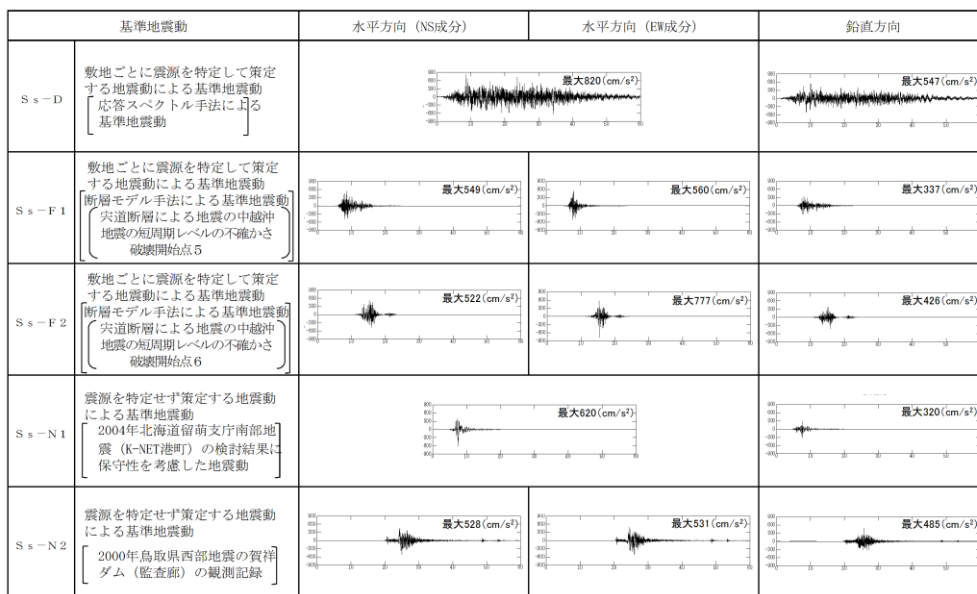 基準地震動
水平方向（NS成分）
水平方向（EW成分）
鉛直方向
Ｓｓ－Ｄ
敷地ごとに震源を特定して策定
する地震動による基準地震動
応答スペクトル手法による
基準地震動
最大820(cm/s²)
最大547(cm/s²)
Ｓｓ－Ｆ１
敷地ごとに震源を特定して策定
する地震動による基準地震動
断層モデル手法による基準地震動
宍道断層による地震の中越沖
地震の短周期レベルの不確かさ
破壊開始点５
最大549(cm/s²)
最大560(cm/s²)
最大337(cm/s²)
Ｓｓ－Ｆ２
敷地ごとに震源を特定して策定
する地震動による基準地震動
断層モデル手法による基準地震動
宍道断層による地震の中越沖
地震の短周期レベルの不確かさ
破壊開始点６
最大522(cm/s²)
最大777(cm/s²)
最大426(cm/s²)
Ｓｓ－Ｎ１
震源を特定せず策定する地震動
による基準地震動
2004年北海道留萌支庁南部地
震（K-NET港町）の検討結果に
保守性を考慮した地震動
最大620(cm/s²)
最大320(cm/s²)
Ｓｓ－Ｎ２
震源を特定せず策定する地震動
による基準地震動
2000年鳥取県西部地震の賀祥
ダム（監査廊）の観測記録
最大528(cm/s²)
最大531(cm/s²)
最大485(cm/s²)